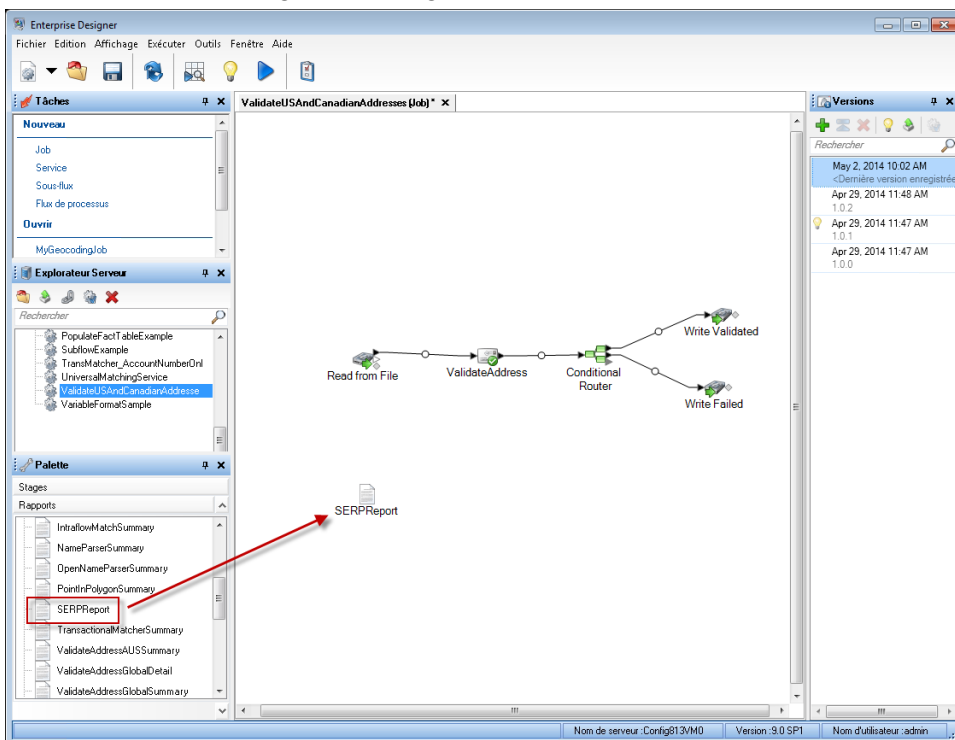 Enterprise Designer
Fichier Edition Affichage Exécuter Outils Fenêtre Aide
Tâches
Nouveau
Job
Service
Sous-flux
Flux de processus
Ouvrir
MyGeocodingJob
Explorateur Serveur
Rechercher
PopulateFactTableExample
SubflowExample
TransMatcher_AccountNumberOnl
UniversalMatchingService
ValidateUSAndCanadianAddresse
VariableFormatSample
Palette
Stages
Rapports
IntraflowMatchSummary
NameParserSummary
OpenNameParserSummary
PointInPolygonSummary
SERPReport
TransactionalMatcherSummary
ValidateAddressAUSSummary
ValidateAddressGlobalDetail
ValidateAddressGlobalSummary
ValidateUSAndCanadianAddresses (Job) *
Read from File
ValidateAddress
Conditional
Router
Write Validated
Write Failed
SERPReport
Versions
Rechercher
May 2, 2014 10:02 AM
<Dernière version enregistrée
Apr 29, 2014 11:48 AM
1.0.2
Apr 29, 2014 11:47 AM
1.0.1
Apr 29, 2014 11:47 AM
1.0.0
Nom de serveur :Config813VM0
Version :9.0 SP1
Nom d'utilisateur :admin